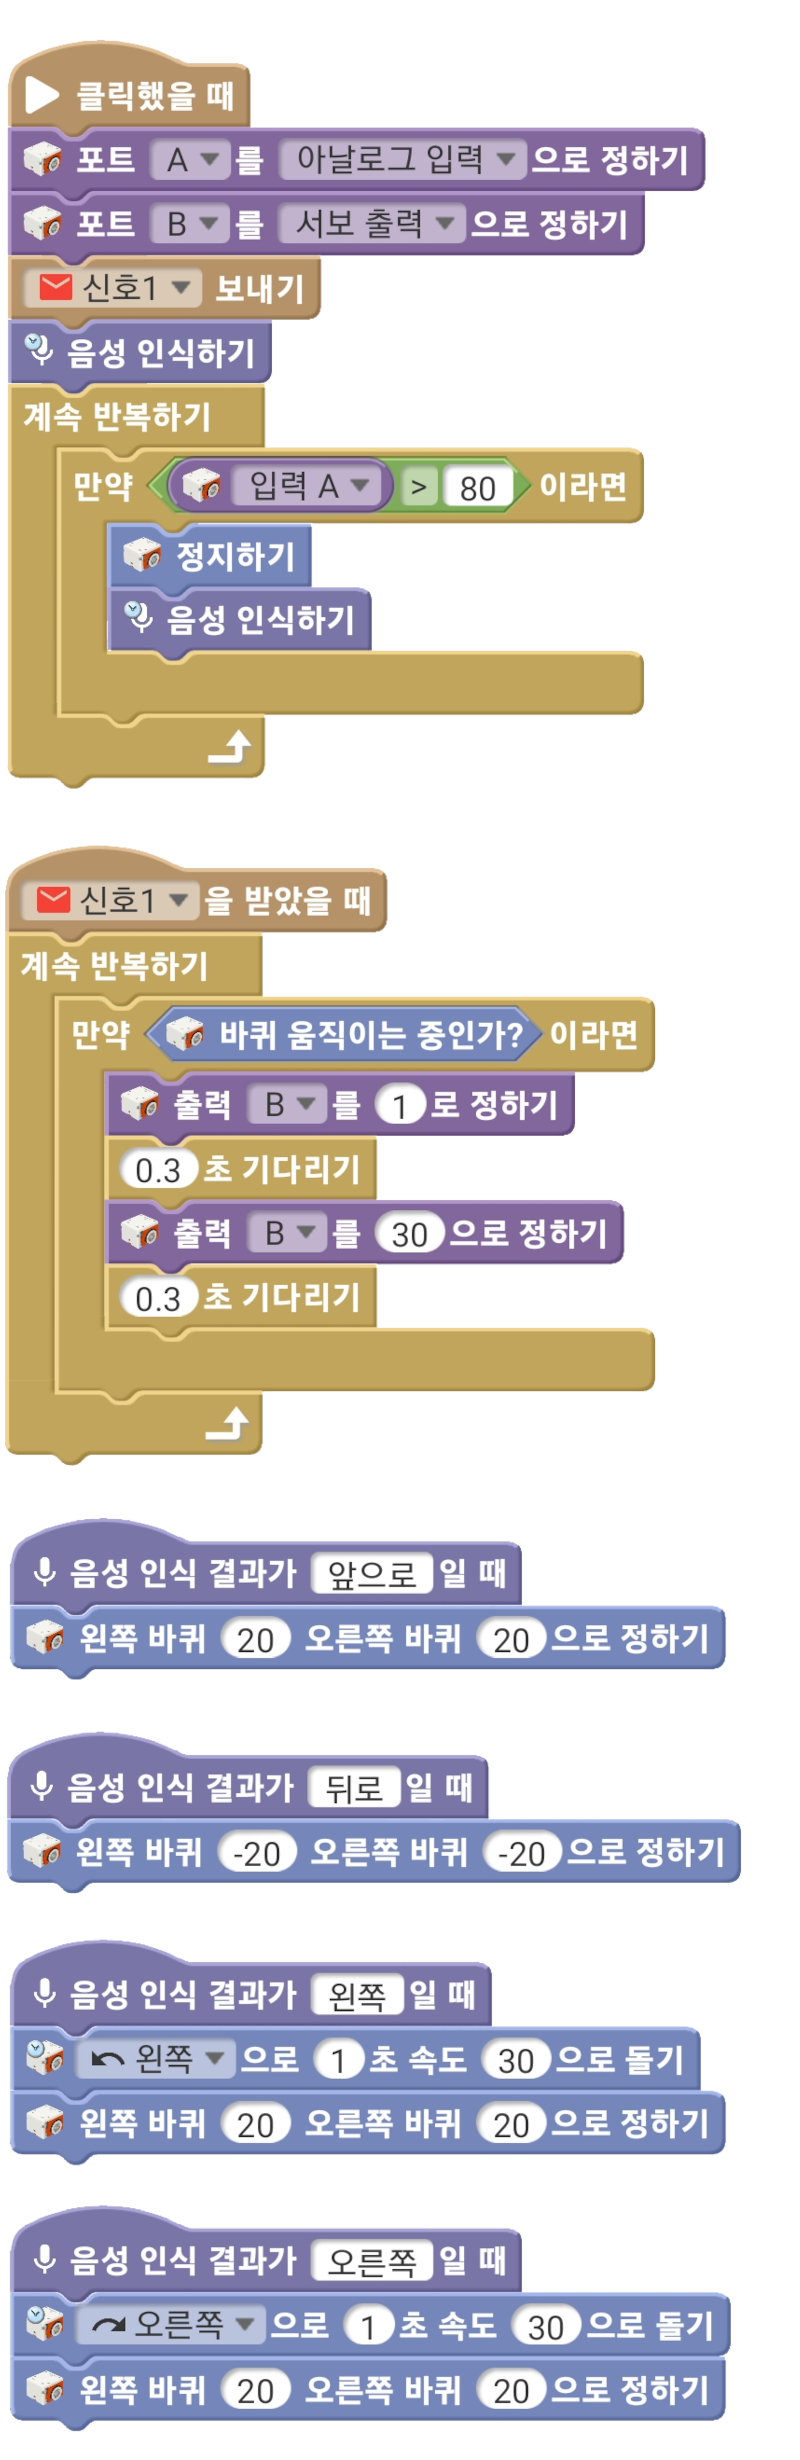 클릭했을 때
포트 A 를 아날로그 입력 으로 정하기
포트 B 를 서보 출력 으로 정하기
신호1 보내기
음성 인식하기
계속 반복하기
만약 입력 A > 80 이라면
정지하기
음성 인식하기
신호1 을 받았을 때
계속 반복하기
만약 바퀴 움직이는 중인가? 이라면
출력 B 를 1 로 정하기
0.3 초 기다리기
출력 B 를 30 으로 정하기
0.3 초 기다리기
음성 인식 결과가 앞으로 일 때
왼쪽 바퀴 20 오른쪽 바퀴 20 으로 정하기
음성 인식 결과가 뒤로 일 때
왼쪽 바퀴 -20 오른쪽 바퀴 -20 으로 정하기
음성 인식 결과가 왼쪽 일 때
왼쪽 으로 1 초 속도 30 으로 돌기
왼쪽 바퀴 20 오른쪽 바퀴 20 으로 정하기
음성 인식 결과가 오른쪽 일 때
오른쪽 으로 1 초 속도 30 으로 돌기
왼쪽 바퀴 20 오른쪽 바퀴 20 으로 정하기